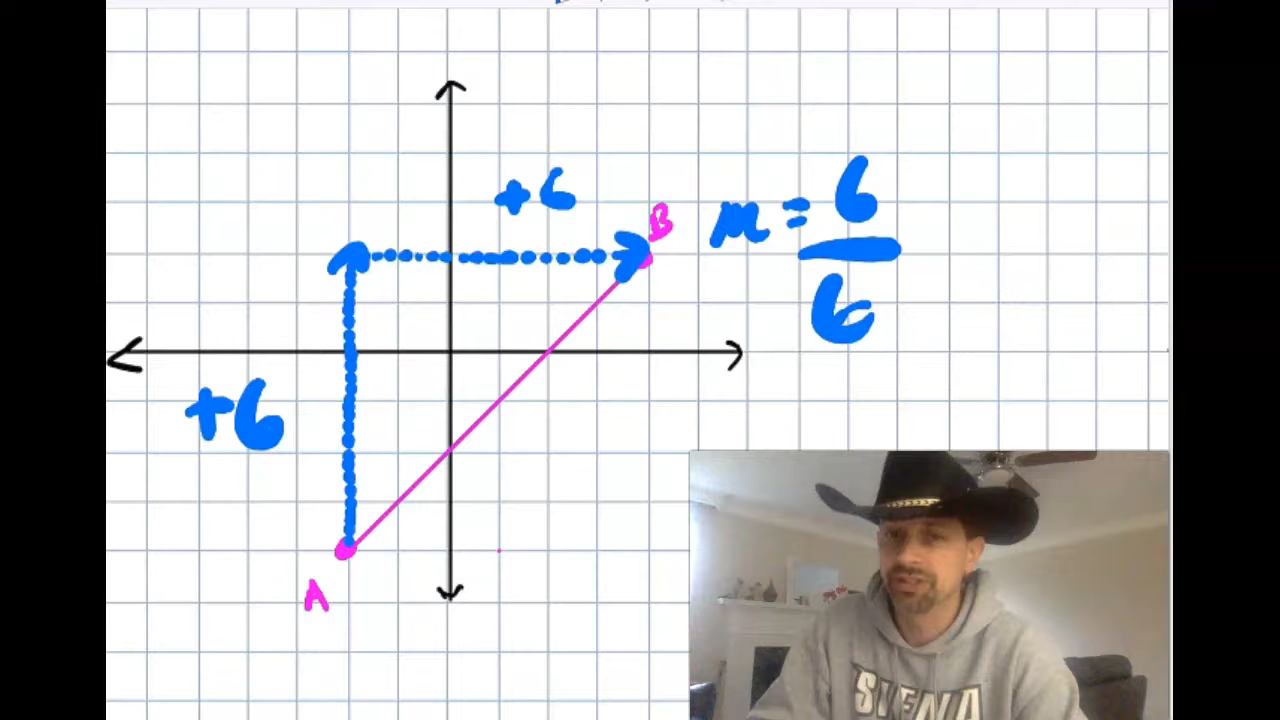 +6
B
m = 6/6
+6
A
SIENA